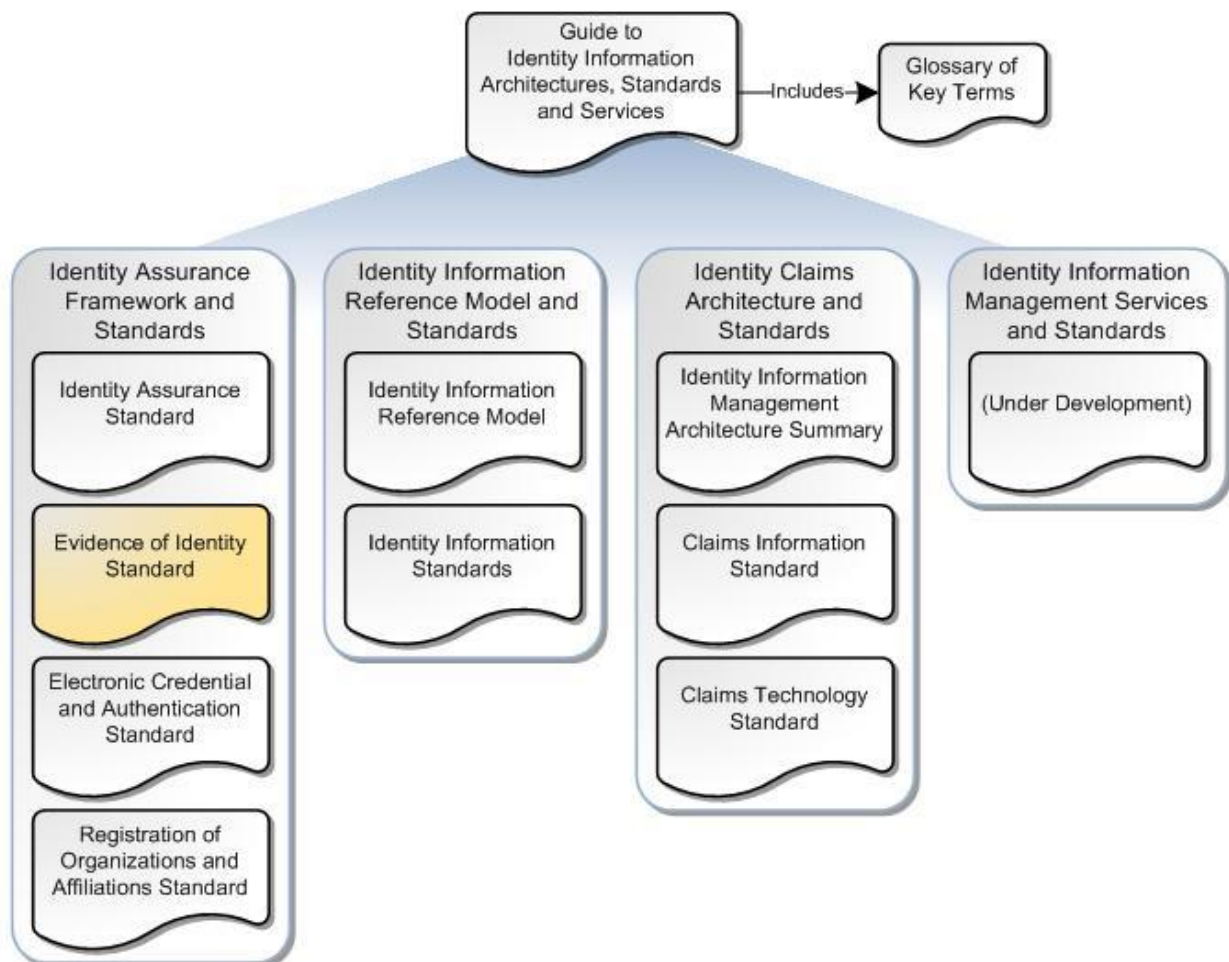 Guide to
Identity Information
Architectures, Standards
and Services
Includes
Glossary of
Key Terms
Identity Assurance
Framework and
Standards
Identity Assurance
Standard
Evidence of Identity
Standard
Electronic Credential
and Authentication
Standard
Registration of
Organizations and
Affiliations Standard
Identity Information
Reference Model and
Standards
Identity Information
Reference Model
Identity Information
Standards
Identity Claims
Architecture and
Standards
Identity Information
Management
Architecture Summary
Claims Information
Standard
Claims Technology
Standard
Identity Information
Management Services
and Standards
(Under Development)